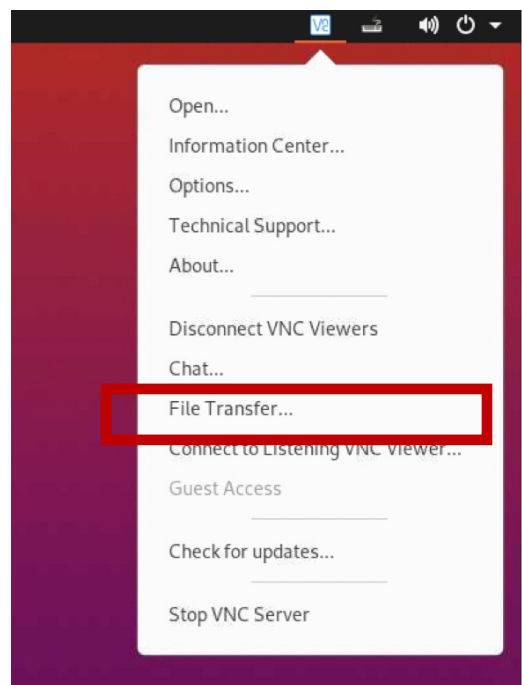 V2
Open...
Information Center...
Options...
Technical Support...
About...
Disconnect VNC Viewers
Chat...
File Transfer...
Connect to Listening VNC Viewer...
Guest Access
Check for updates...
Stop VNC Server